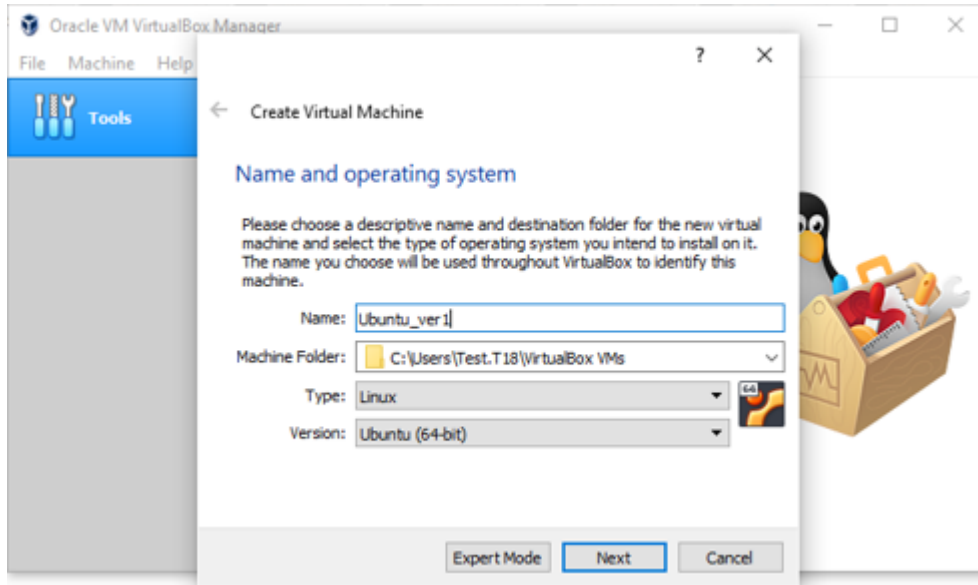 Oracle VM VirtualBox Manager
File Machine Help
Tools
?
Create Virtual Machine
Name and operating system
Please choose a descriptive name and destination folder for the new virtual
machine and select the type of operating system you intend to install on it.
The name you choose will be used throughout VirtualBox to identify this
machine.
Name: Ubuntu_ver1
Machine Folder: C:\Users\Test.T18\VirtualBox VMs
Type: Linux
64
Version: Ubuntu (64-bit)
Expert Mode Next Cancel